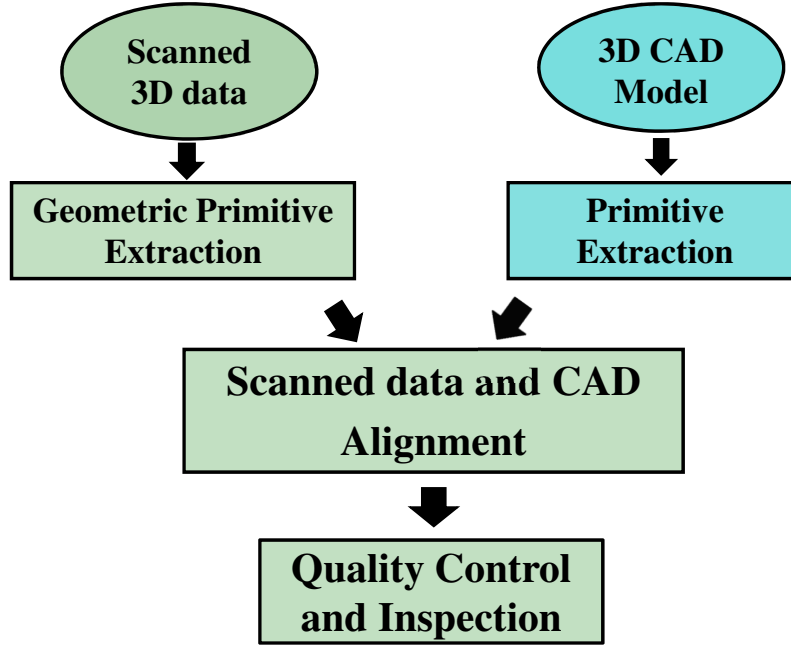 Scanned
3D data
3D CAD
Model
Geometric Primitive
Extraction
Primitive
Extraction
Scanned data and CAD
Alignment
Quality Control
and Inspection